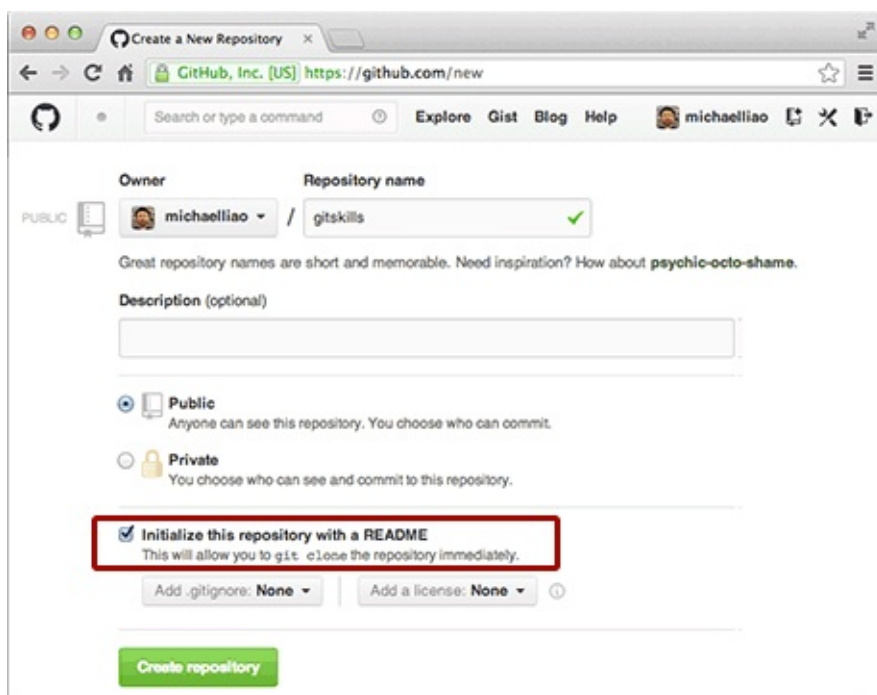 Create a New Repository
GitHub, Inc. [US] https://github.com/new
Search or type a command Explore Gist Blog Help michaelliao
Owner Repository name
PUBLIC michaelliao / gitskills
Great repository names are short and memorable. Need inspiration? How about psychic-octo-shame.
Description (optional)
Public
Anyone can see this repository. You choose who can commit.
Private
You choose who can see and commit to this repository.
Initialize this repository with a README
This will allow you to git clone the repository immediately.
Add .gitignore: None Add a license: None
Create repository